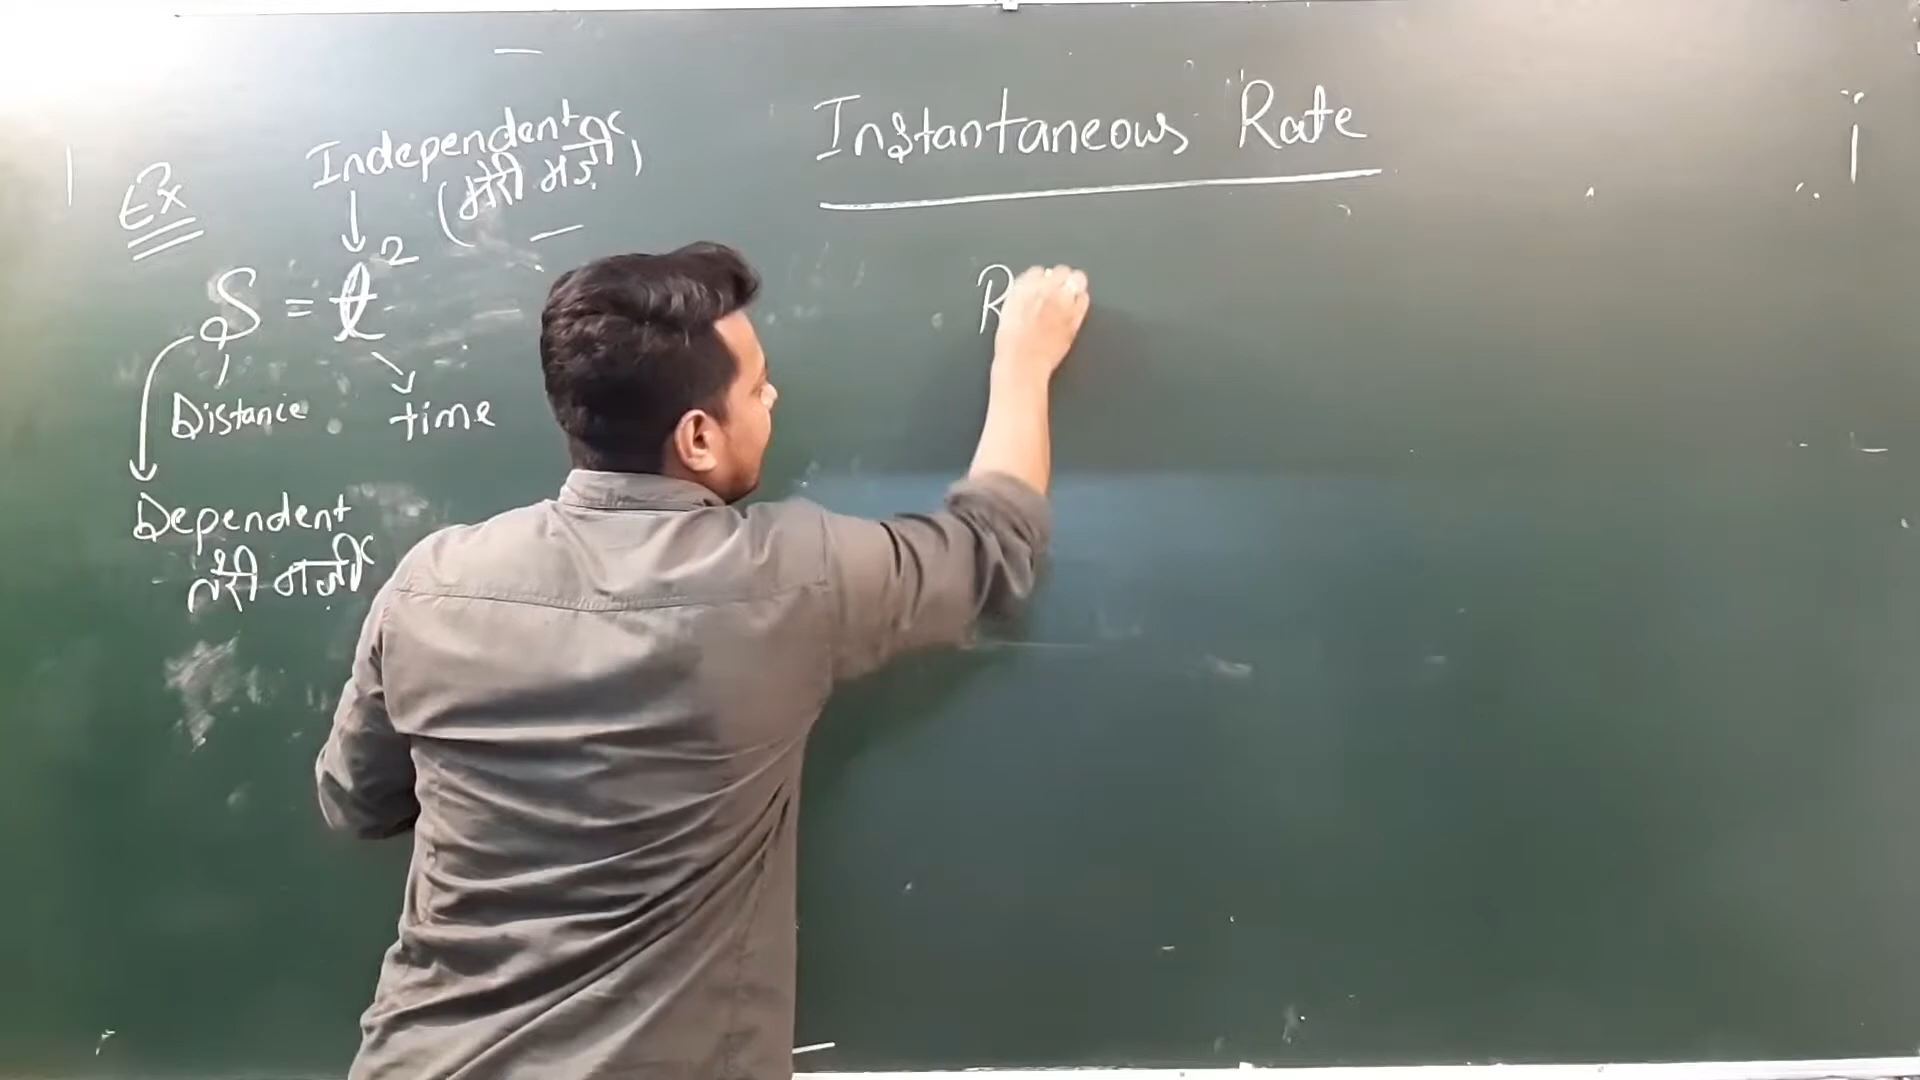 Ex
Independent
(मेरी मर्जी)
S = t²
Distance
time
Dependent
तेरी मर्जी
Instantaneous Rate
R